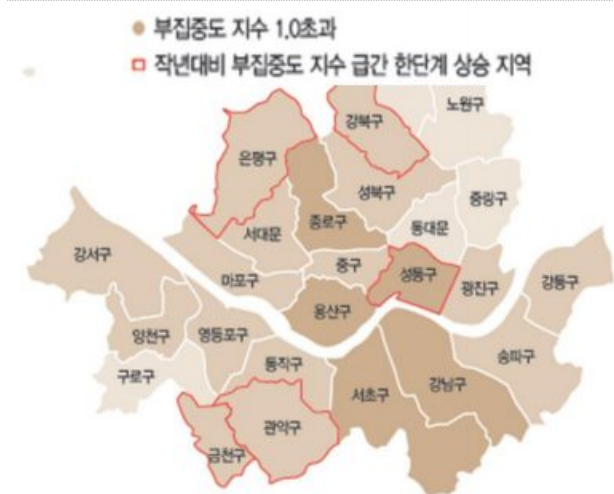 부집중도 지수 1.0초과
작년대비 부집중도 지수 급간 한단계 상승 지역
노원구
강북구
은평구
성북구
중랑구
종로구
서대문
동대문
강서구
중구
성동구
강동구
마포구
광진구
용산구
양천구
영등포구
송파구
동작구
구로구
서초구
강남구
관악구
금천구